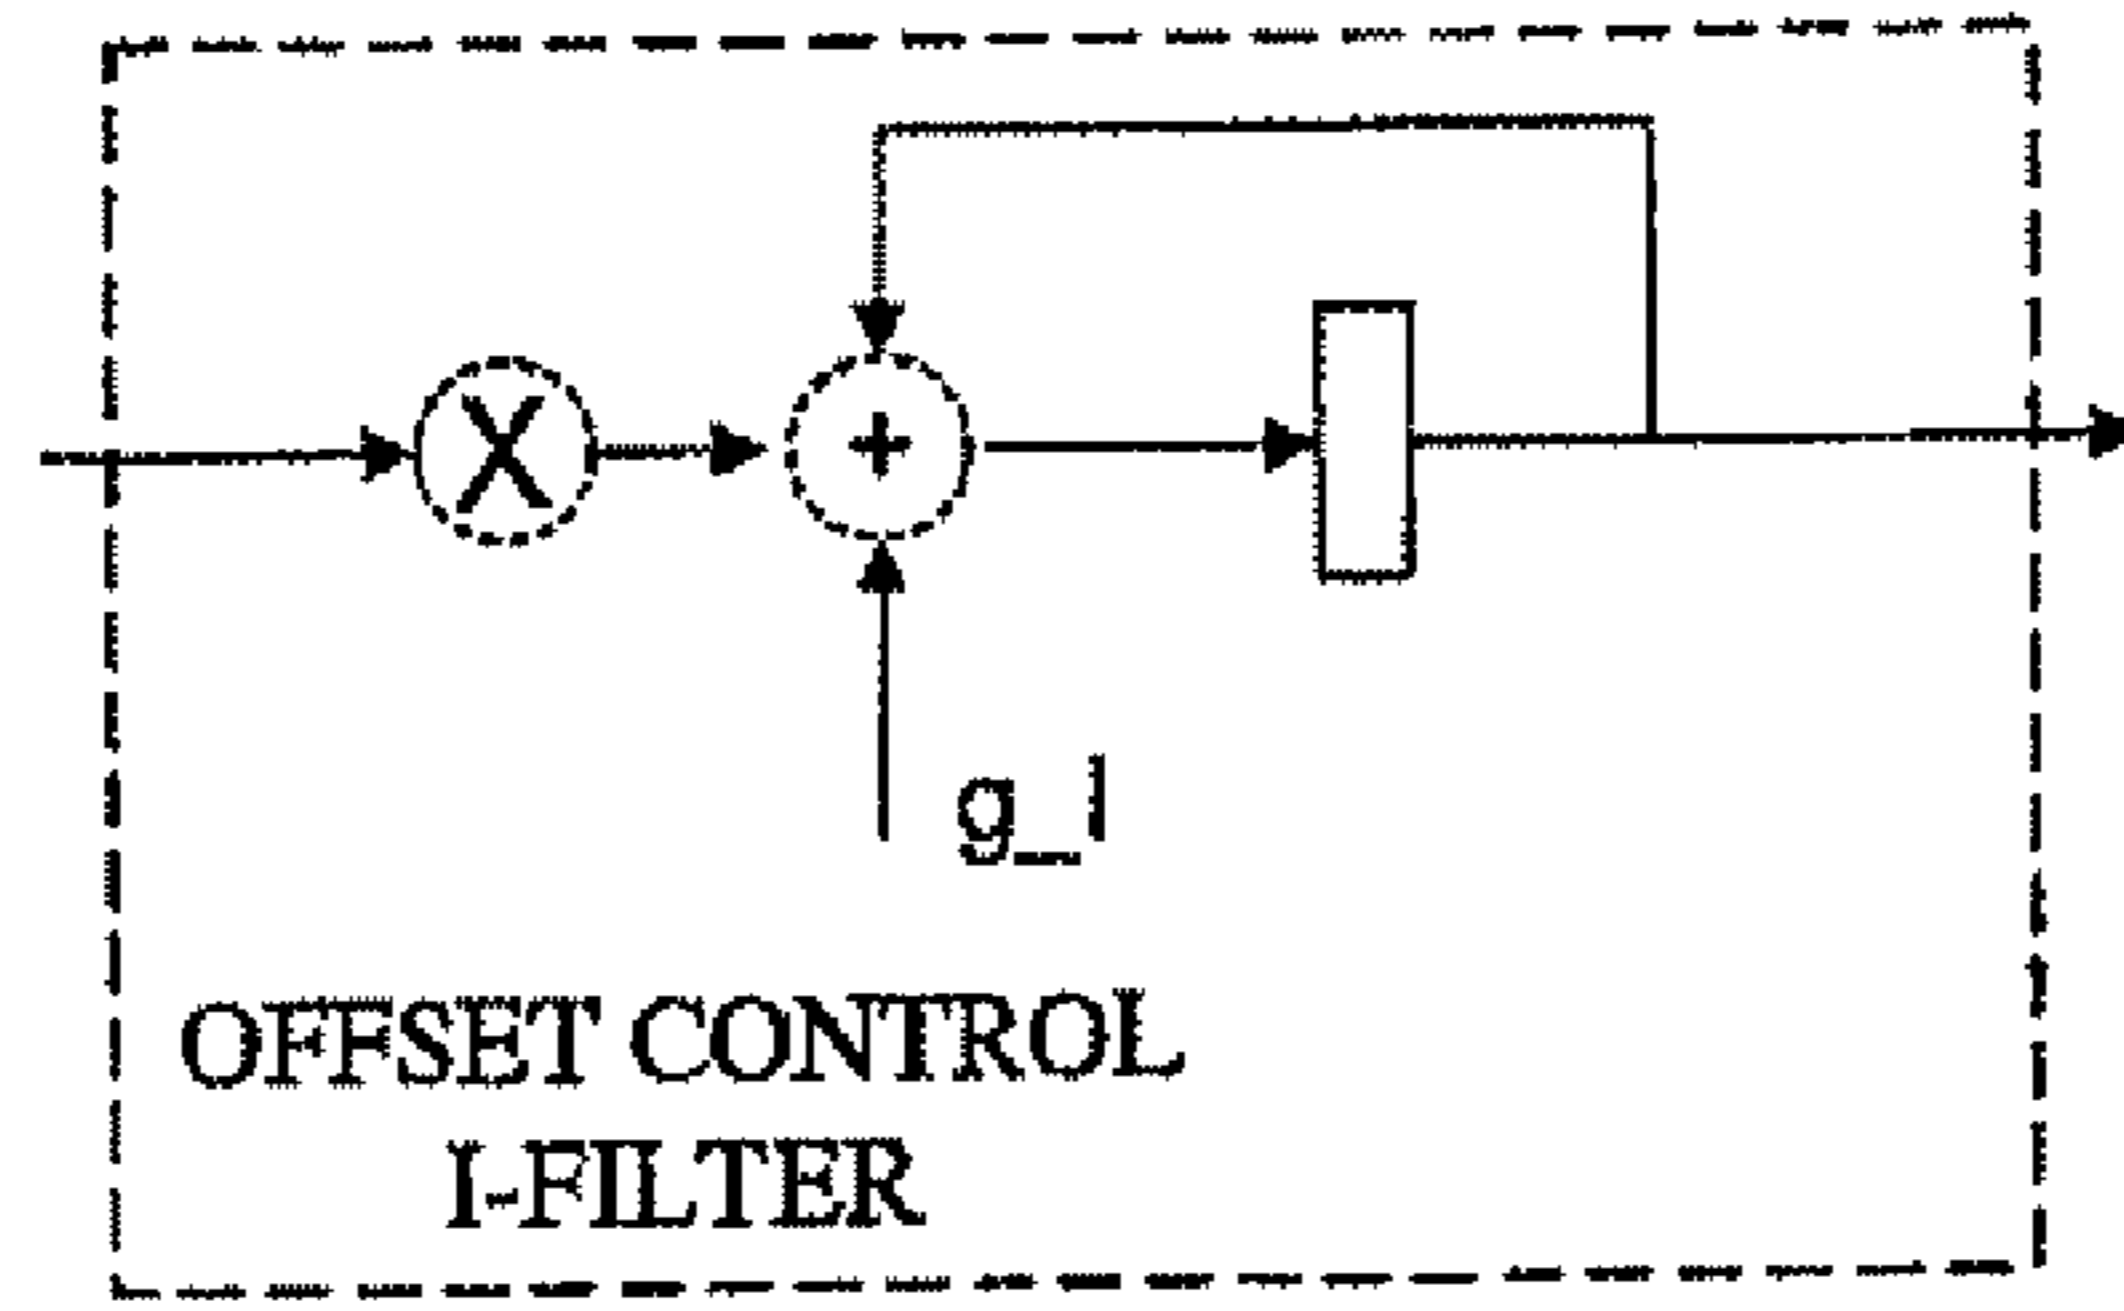 X
+
g_I
OFFSET CONTROL
I-FILTER